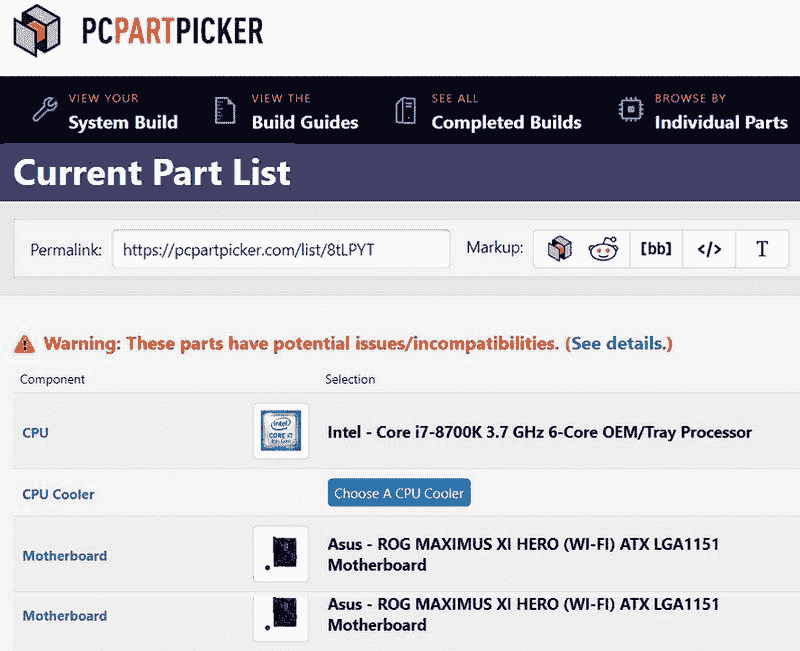 PCPARTPICKER
VIEW YOUR
System Build
VIEW THE
Build Guides
SEE ALL
Completed Builds
BROWSE BY
Individual Parts
Current Part List
Permalink: https://pcpartpicker.com/list/8tLPYT Markup: [bb] </> T
Warning: These parts have potential issues/incompatibilities. (See details.)
Component Selection
CPU intel CORE i7 Intel - Core i7-8700K 3.7 GHz 6-Core OEM/Tray Processor
CPU Cooler Choose A CPU Cooler
Motherboard Asus - ROG MAXIMUS XI HERO (WI-FI) ATX LGA1151
Motherboard
Motherboard Asus - ROG MAXIMUS XI HERO (WI-FI) ATX LGA1151
Motherboard